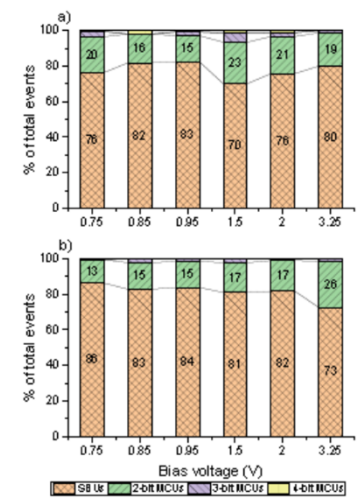 a)
100
80
60
40
20
0
% of total events
20 16 15 23 21 19
76 82 83 70 76 80
0.75 0.85 0.95 1.5 2 3.25
b)
100
80
60
40
20
0
% of total events
13 15 15 17 17 26
86 83 84 81 82 73
0.75 0.85 0.95 1.5 2 3.25
Bias voltage (V)
SBUs 2-bit MCUs 3-bit MCUs 4-bit MCUs